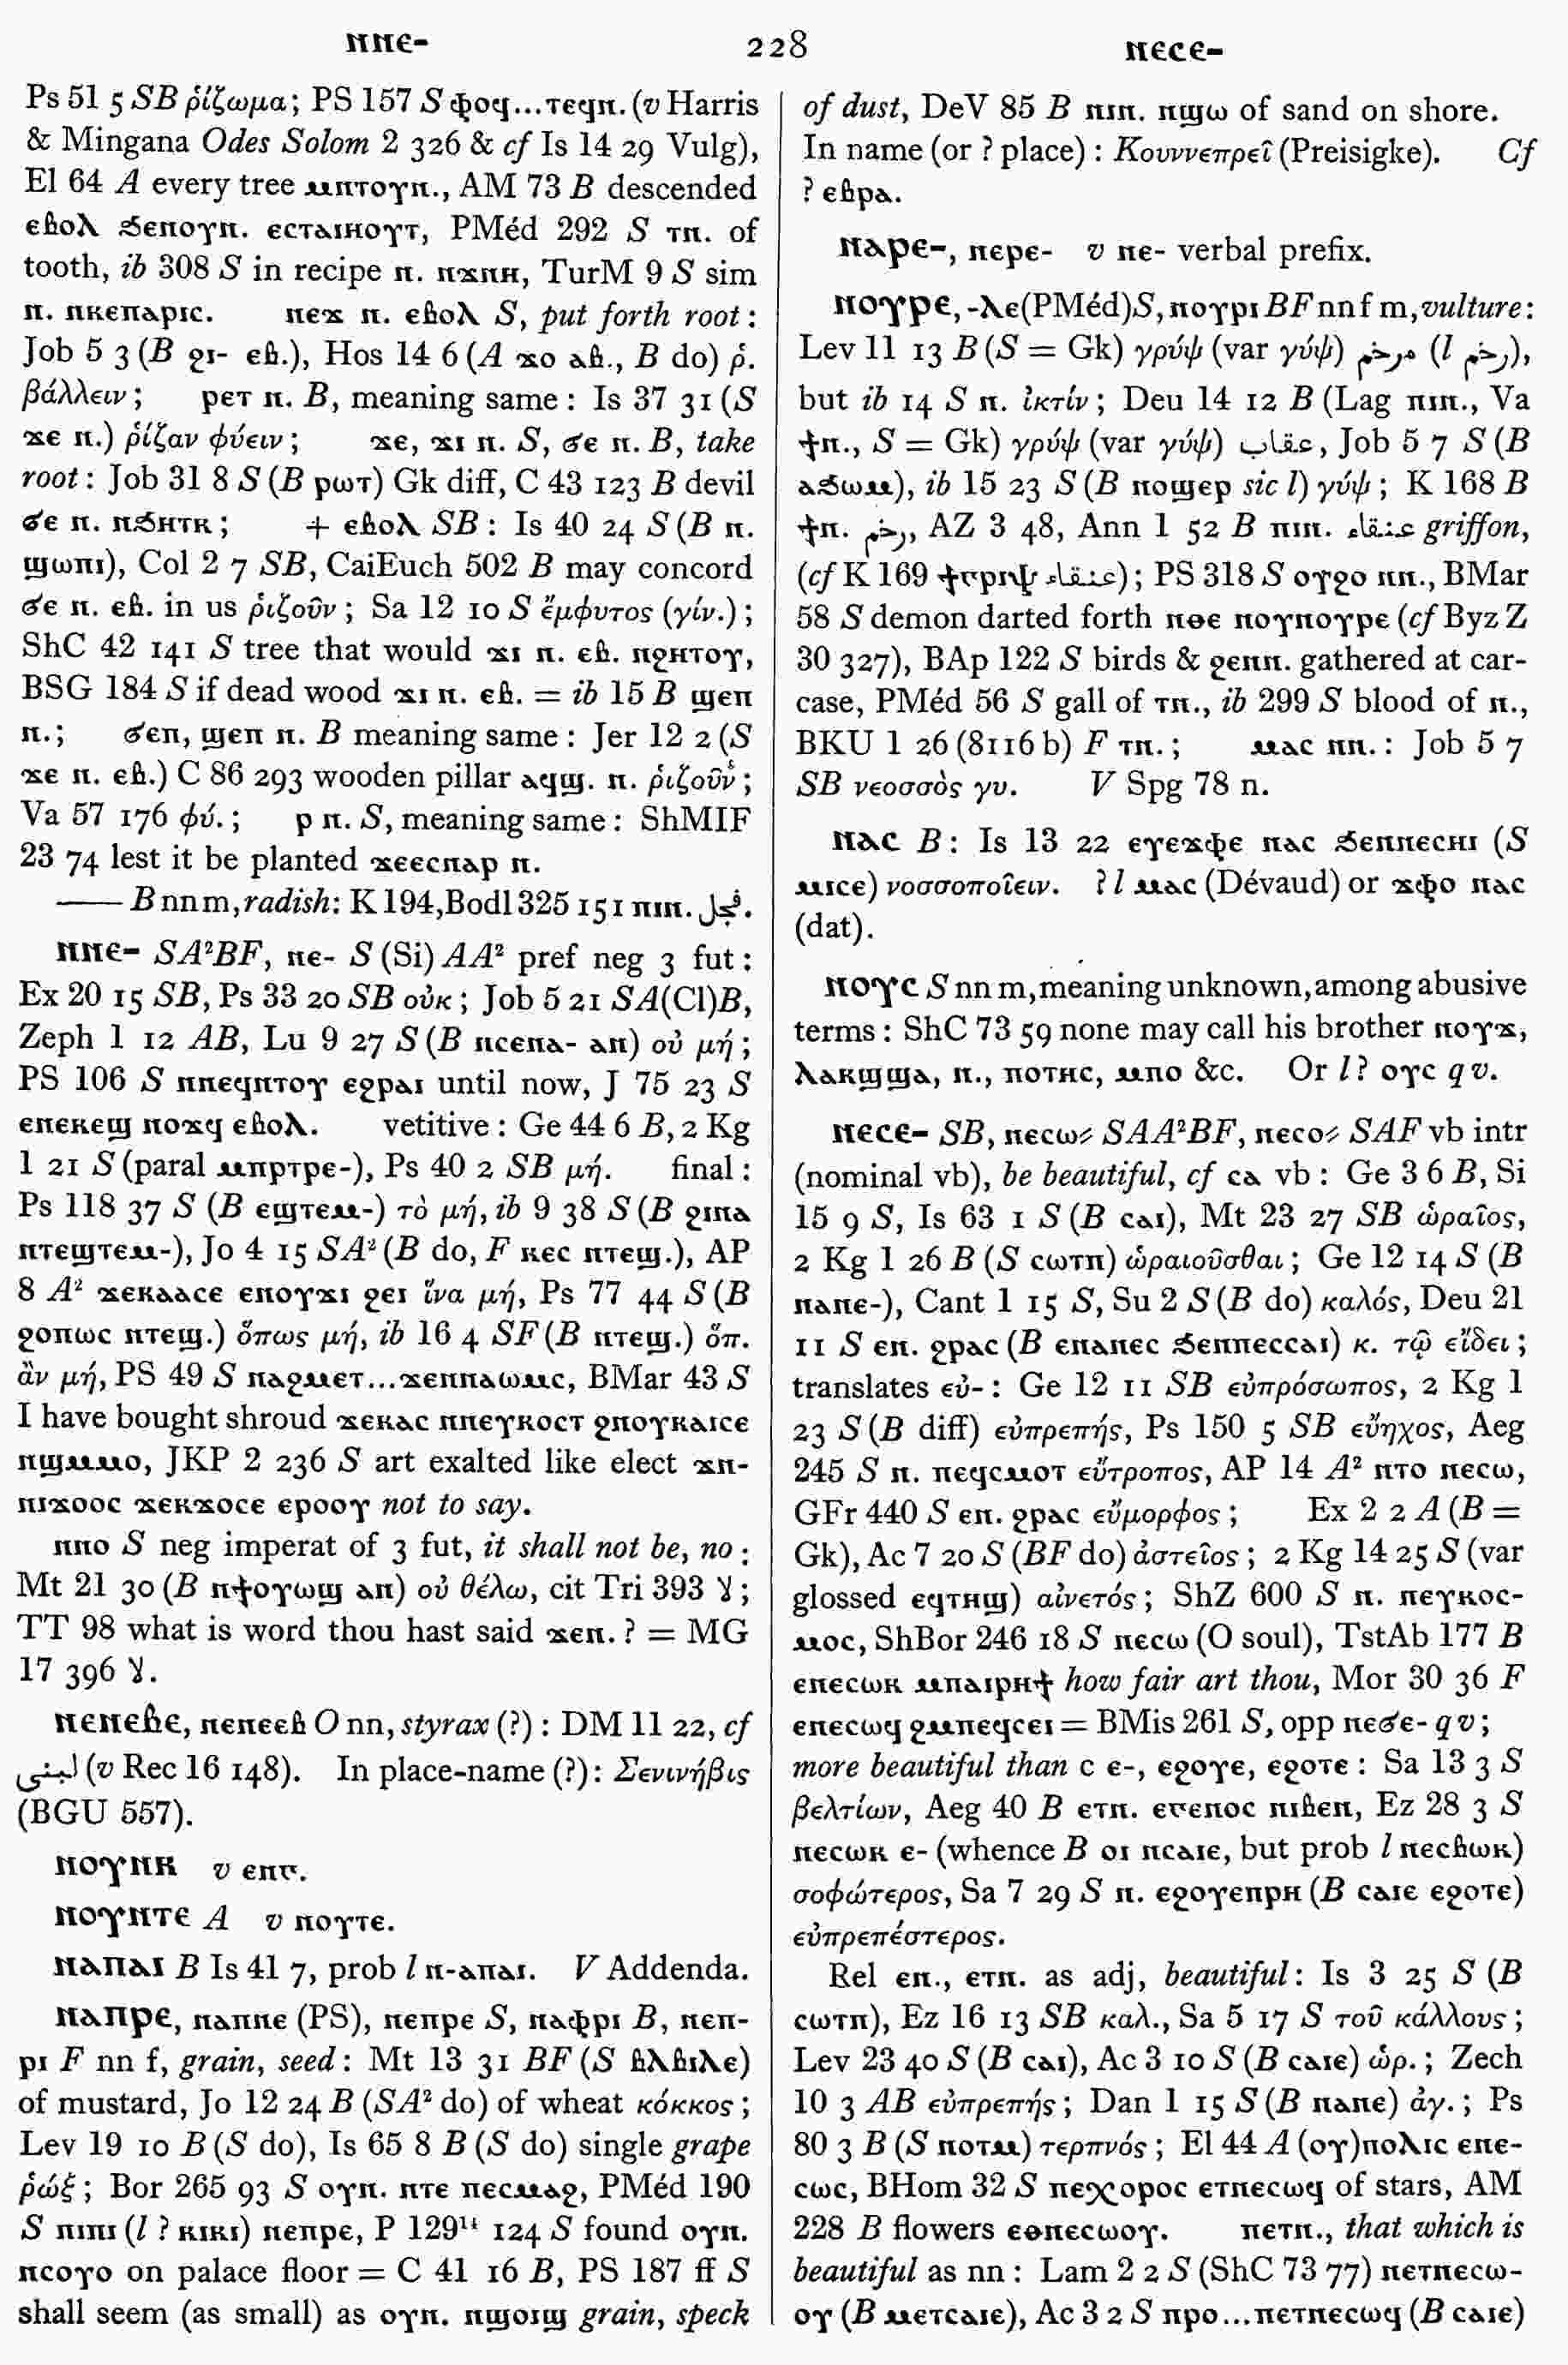 ⲛⲛⲉ-
228
ⲛⲉⲥⲉ-
Ps 51 5 SB ῥίζωμα; PS 157 S ⲫⲟϥ...ⲧⲉϥⲛ. (v Harris
& Mingana Odes Solom 2 326 & cf Is 14 29 Vulg),
El 64 A every tree ⲙⲛⲧⲟⲩⲛ., AM 73 B descended
ⲉⲃⲟⲗ ϧⲉⲛⲟⲩⲛ. ⲉⲥⲧⲁⲓⲏⲟⲩⲧ, PMéd 292 S ⲧⲛ. of
tooth, ib 308 S in recipe ⲛ. ⲛϫⲛⲏ, TurM 9 S sim
ⲛ. ⲛⲕⲉⲡⲁⲣⲓⲥ. ⲛⲉϫ ⲛ. ⲉⲃⲟⲗ S, put forth root:
Job 5 3 (B ϩⲓ- ⲉⲃ.), Hos 14 6 (A ϫⲟ ⲁⲃ., B do) ῥ.
βάλλειν; ⲣⲉⲧ ⲛ. B, meaning same: Is 37 31 (S
ϫⲉ ⲛ.) ῥίζαν φύειν; ϫⲉ, ϫⲓ ⲛ. S, ϭⲉ ⲛ. B, take
root: Job 31 8 S (B ⲣⲱⲧ) Gk diff, C 43 123 B devil
ϭⲉ ⲛ. ⲛϧⲏⲧⲕ; + ⲉⲃⲟⲗ SB: Is 40 24 S (B ⲛ.
ϣⲱⲡⲓ), Col 2 7 SB, CaiEuch 502 B may concord
ϭⲉ ⲛ. ⲉⲃ. in us ῥιζοῦν; Sa 12 10 S ἔμφυτος (γίν.);
ShC 42 141 S tree that would ϫⲓ ⲛ. ⲉⲃ. ⲛϩⲏⲧⲟⲩ,
BSG 184 S if dead wood ϫⲓ ⲛ. ⲉⲃ. = ib 15 B ϣⲉⲡ
ⲛ.; ϭⲉⲡ, ϣⲉⲡ ⲛ. B meaning same: Jer 12 2 (S
ϫⲉ ⲛ. ⲉⲃ.) C 86 293 wooden pillar ⲁϥϣ. ⲛ. ῥιζοῦν;
Va 57 176 φύ.; ⲣ ⲛ. S, meaning same: ShMIF
23 74 lest it be planted ϫⲉⲉⲥⲛⲁⲣ ⲛ.
—— B nn m, radish: K 194, Bodl 325 151 ⲡⲓⲛ. فجل.
ⲛⲛⲉ- SA²BF, ⲛⲉ- S (Si) AA² pref neg 3 fut:
Ex 20 15 SB, Ps 33 20 SB οὐκ; Job 5 21 SA(Cl)B,
Zeph 1 12 AB, Lu 9 27 S (B ⲛⲥⲉⲛⲁ- ⲁⲛ) οὐ μή;
PS 106 S ⲛⲛⲉϥⲛⲧⲟⲩ ⲉϩⲣⲁⲓ until now, J 75 23 S
ⲉⲛⲉⲕⲉϣ ⲛⲟϫϥ ⲉⲃⲟⲗ. vetitive: Ge 44 6 B, 2 Kg
1 21 S (paral ⲙⲡⲣⲧⲣⲉ-), Ps 40 2 SB μή. final:
Ps 118 37 S (B ⲉϣⲧⲉⲙ-) τὸ μή, ib 9 38 S (B ϩⲓⲛⲁ
ⲛⲧⲉϣⲧⲉⲙ-), Jo 4 15 SA² (B do, F ⲕⲉⲥ ⲛⲧⲉϣ.), AP
8 A² ϫⲉⲕⲁⲁⲥⲉ ⲉⲛⲟⲩϫⲓ ϩⲉⲓ ἵνα μή, Ps 77 44 S (B
ϩⲟⲡⲱⲥ ⲛⲧⲉϣ.) ὅπως μή, ib 16 4 SF (B ⲛⲧⲉϣ.) ὅπ.
ἂν μή, PS 49 S ⲛⲁϩⲙⲉⲧ...ϫⲉⲛⲛⲁⲱⲙⲥ, BMar 43 S
I have bought shroud ϫⲉⲕⲁⲥ ⲛⲛⲉⲩⲕⲟⲥⲧ ϩⲛⲟⲩⲕⲁⲓⲥⲉ
ⲛϣⲙⲙⲟ, JKP 2 236 S art exalted like elect ϫⲛ-
ⲛⲓϫⲟⲟⲥ ϫⲉⲕϫⲟⲥⲉ ⲉⲣⲟⲟⲩ not to say.
ⲛⲛⲟ S neg imperat of 3 fut, it shall not be, no:
Mt 21 30 (B ⲛϯⲟⲩⲱϣ ⲁⲛ) οὐ θέλω, cit Tri 393 لا;
TT 98 what is word thou hast said ϫⲉⲛ.? = MG
17 396 لا.
ⲛⲉⲛⲉⲃⲉ, ⲛⲉⲛⲉⲉⲃ O nn, styrax (?): DM 11 22, cf
لبنى (v Rec 16 148). In place-name (?): Σενινήβις
(BGU 557).
ⲛⲟⲩⲛⲕ v ⲉⲛⲅ.
ⲛⲟⲩⲛⲧⲉ A v ⲛⲟⲩⲧⲉ.
ⲛⲁⲡⲁⲓ B Is 41 7, prob l ⲛ-ⲁⲡⲁⲓ. V Addenda.
ⲛⲁⲡⲣⲉ, ⲛⲁⲡⲛⲉ (PS), ⲛⲉⲡⲣⲉ S, ⲛⲁⲫⲣⲓ B, ⲛⲉⲡ-
ⲣⲓ F nn f, grain, seed: Mt 13 31 BF (S ⲃⲗⲃⲓⲗⲉ)
of mustard, Jo 12 24 B (SA² do) of wheat κόκκος;
Lev 19 10 B (S do), Is 65 8 B (S do) single grape
ῥώξ; Bor 265 93 S ⲟⲩⲛ. ⲛⲧⲉ ⲡⲉⲥⲙⲁϩ, PMéd 190
S ⲛⲓⲛⲓ (l ? ⲕⲓⲕⲓ) ⲛⲉⲡⲣⲉ, P 129¹⁴ 124 S found ⲟⲩⲛ.
ⲛⲥⲟⲩⲟ on palace floor = C 41 16 B, PS 187 ff S
shall seem (as small) as ⲟⲩⲛ. ⲛϣⲟⲓϣ grain, speck
of dust, DeV 85 B ⲛⲓⲛ. ⲛϣⲱ of sand on shore.
In name (or ? place): Κουννεπρεῖ (Preisigke). Cf
? ⲉⲃⲣⲁ.
ⲛⲁⲣⲉ-, ⲛⲉⲣⲉ- v ⲛⲉ- verbal prefix.
ⲛⲟⲩⲣⲉ, -ⲗⲉ (PMéd) S, ⲛⲟⲩⲣⲓ BF nn f m, vulture:
Lev 11 13 B (S = Gk) γρύψ (var γύψ) (l رخم),
but ib 14 S ⲛ. ἰκτίν; Deu 14 12 B (Lag ⲡⲓⲛ., Va
ϯⲛ., S = Gk) γρύψ (var γύψ) عقاب, Job 5 7 S (B
ⲁϧⲱⲙ), ib 15 23 S (B ⲛⲟϣⲉⲣ sic l) γύψ; K 168 B
ϯⲛ. رخم, AZ 3 48, Ann 1 52 B ⲡⲓⲛ. عنقاء griffon,
(cf K 169 ϯⲅⲣⲓⲯ عنقاء); PS 318 S ⲟⲩϩⲟ ⲛⲛ., BMar
58 S demon darted forth ⲛⲑⲉ ⲛⲟⲩⲛⲟⲩⲣⲉ (cf Byz Z
30 327), BAp 122 S birds & ϩⲉⲛⲛ. gathered at car-
case, PMéd 56 S gall of ⲧⲛ., ib 299 S blood of ⲛ.,
BKU 1 26 (8116 b) F ⲧⲛ.; ⲙⲁⲥ ⲛⲛ.: Job 5 7
SB νεοσσὸς γυ. V Spg 78 n.
ⲛⲁⲥ B: Is 13 22 ⲉⲩⲉϫⲫⲉ ⲛⲁⲥ ϧⲉⲛⲛⲉⲥⲏⲓ (S
ⲙⲓⲥⲉ) νοσσοποῖειν. ? l ⲙⲁⲥ (Dévaud) or ϫⲫⲟ ⲛⲁⲥ
(dat).
ⲛⲟⲩⲥ S nn m, meaning unknown, among abusive
terms: ShC 73 59 none may call his brother ⲛⲟⲩϫ,
ⲗⲁⲕϣϣⲁ, ⲛ., ⲡⲟⲧⲏⲥ, ⲙⲡⲟ &c. Or l? ⲟⲩⲥ q v.
ⲛⲉⲥⲉ- SB, ⲛⲉⲥⲱ⸗ SAA²BF, ⲛⲉⲥⲟ⸗ SAF vb intr
(nominal vb), be beautiful, cf ⲥⲁ vb: Ge 3 6 B, Si
15 9 S, Is 63 1 S (B ⲥⲁⲓ), Mt 23 27 SB ὡραῖος,
2 Kg 1 26 B (S ⲥⲱⲧⲡ) ὡραιοῦσθαι; Ge 12 14 S (B
ⲛⲁⲛⲉ-), Cant 1 15 S, Su 2 S (B do) καλός, Deu 21
11 S ⲉⲛ. ϩⲣⲁⲥ (B ⲉⲛⲁⲛⲉⲥ ϧⲉⲛⲡⲉⲥⲥⲁⲓ) κ. τῷ εἴδει;
translates εὐ-: Ge 12 11 SB εὐπρόσωπος, 2 Kg 1
23 S (B diff) εὐπρεπής, Ps 150 5 SB εὔηχος, Aeg
245 S ⲛ. ⲡⲉϥⲥⲙⲟⲧ εὔτροπος, AP 14 A² ⲛⲧⲟ ⲛⲉⲥⲱ,
GFr 440 S ⲉⲛ. ϩⲣⲁⲥ εὔμορφος; Ex 2 2 A (B =
Gk), Ac 7 20 S (BF do) ἀστεῖος; 2 Kg 14 25 S (var
glossed ⲉϥⲧⲏϣ) αἰνετός; ShZ 600 S ⲛ. ⲡⲉⲩⲕⲟⲥ-
ⲙⲟⲥ, ShBor 246 18 S ⲛⲉⲥⲱ (O soul), TstAb 177 B
ⲉⲛⲉⲥⲱⲕ ⲙⲡⲁⲓⲣⲏϯ how fair art thou, Mor 30 36 F
ⲉⲛⲉⲥⲱϥ ϩⲙⲡⲉϥⲥⲉⲓ = BMis 261 S, opp ⲛⲉϭⲉ- q v;
more beautiful than c ⲉ-, ⲉϩⲟⲩⲉ, ⲉϩⲟⲧⲉ: Sa 13 3 S
βελτίων, Aeg 40 B ⲉⲧⲛ. ⲉⲅⲉⲛⲟⲥ ⲛⲓⲃⲉⲛ, Ez 28 3 S
ⲛⲉⲥⲱⲕ ⲉ- (whence B ⲟⲓ ⲛⲥⲁⲓⲉ, but prob l ⲛⲉⲥⲃⲱⲕ)
σοφώτερος, Sa 7 29 S ⲛ. ⲉϩⲟⲩⲉⲡⲣⲏ (B ⲥⲁⲓⲉ ⲉϩⲟⲧⲉ)
εὐπρεπέστερος.
Rel ⲉⲛ., ⲉⲧⲛ. as adj, beautiful: Is 3 25 S (B
ⲥⲱⲧⲡ), Ez 16 13 SB καλ., Sa 5 17 S τοῦ κάλλους;
Lev 23 40 S (B ⲥⲁⲓ), Ac 3 10 S (B ⲥⲁⲓⲉ) ὡρ.; Zech
10 3 AB εὐπρεπής; Dan 1 15 S (B ⲛⲁⲛⲉ) ἀγ.; Ps
80 3 B (S ⲛⲟⲧⲙ) τερπνός; El 44 A (ⲟⲩ)ⲡⲟⲗⲓⲥ ⲉⲛⲉ-
ⲥⲱⲥ, BHom 32 S ⲡⲉⲭⲟⲣⲟⲥ ⲉⲧⲛⲉⲥⲱϥ of stars, AM
228 B flowers ⲉⲑⲛⲉⲥⲱⲟⲩ. ⲡⲉⲧⲛ., that which is
beautiful as nn: Lam 2 2 S (ShC 73 77) ⲡⲉⲧⲛⲉⲥⲱ-
ⲟⲩ (B ⲙⲉⲧⲥⲁⲓⲉ), Ac 3 2 S ⲡⲣⲟ...ⲡⲉⲧⲛⲉⲥⲱϥ (B ⲥⲁⲓⲉ)